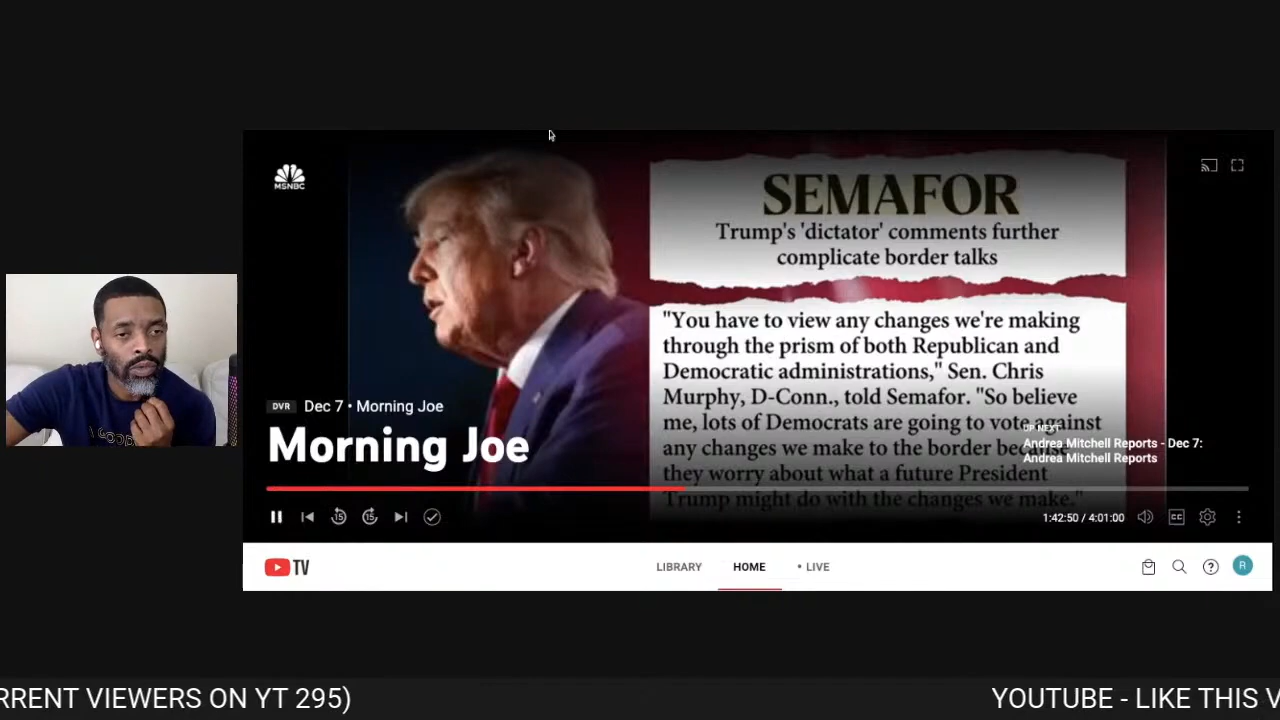 MSNBC
SEMAFOR
Trump's 'dictator' comments further
complicate border talks
"You have to view any changes we're making
through the prism of both Republican and
Democratic administrations," Sen. Chris
Murphy, D-Conn., told Semafor. "So believe
me, lots of Democrats are going to vote against
any changes we make to the border because
they worry about what a future President
Trump might do with the changes we make."
DVR Dec 7 • Morning Joe
Morning Joe
UP NEXT
Andrea Mitchell Reports - Dec 7:
Andrea Mitchell Reports
15 15
1:42:50 / 4:01:00
CC
TV
LIBRARY HOME • LIVE
? R
RRENT VIEWERS ON YT 295) YOUTUBE - LIKE THIS V